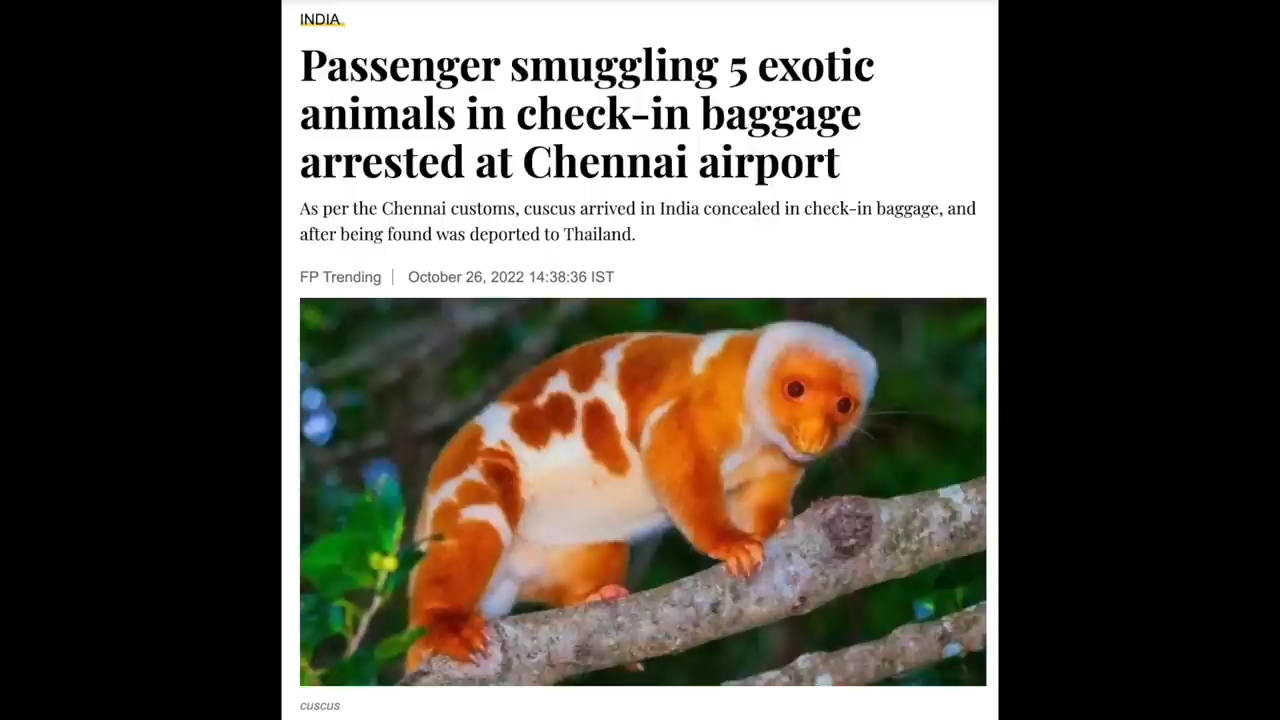 INDIA
Passenger smuggling 5 exotic
animals in check-in baggage
arrested at Chennai airport
As per the Chennai customs, cuscus arrived in India concealed in check-in baggage, and
after being found was deported to Thailand.
FP Trending | October 26, 2022 14:38:36 IST
cuscus